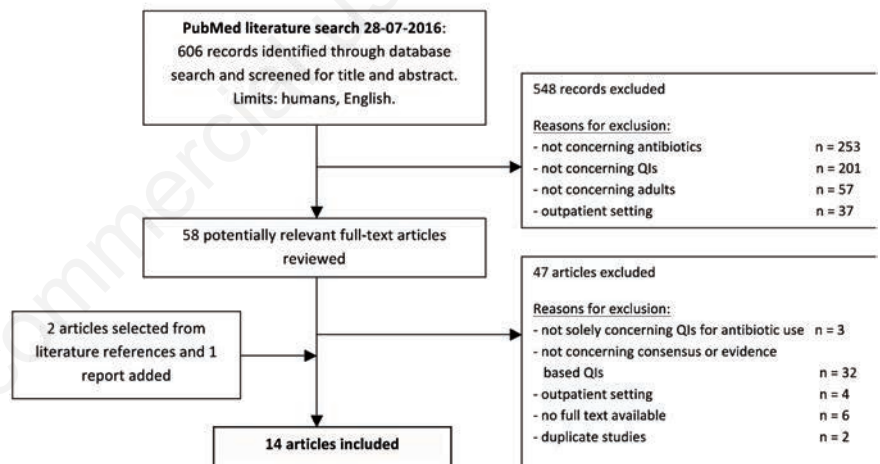 PubMed literature search 28-07-2016:
606 records identified through database
search and screened for title and abstract.
Limits: humans, English.
548 records excluded
Reasons for exclusion:
- not concerning antibiotics n = 253
- not concerning QIs n = 201
- not concerning adults n = 57
- outpatient setting n = 37
58 potentially relevant full-text articles
reviewed
47 articles excluded
Reasons for exclusion:
- not solely concerning QIs for antibiotic use n = 3
- not concerning consensus or evidence
based QIs n = 32
- outpatient setting n = 4
- no full text available n = 6
- duplicate studies n = 2
2 articles selected from
literature references and 1
report added
14 articles included
commercial us